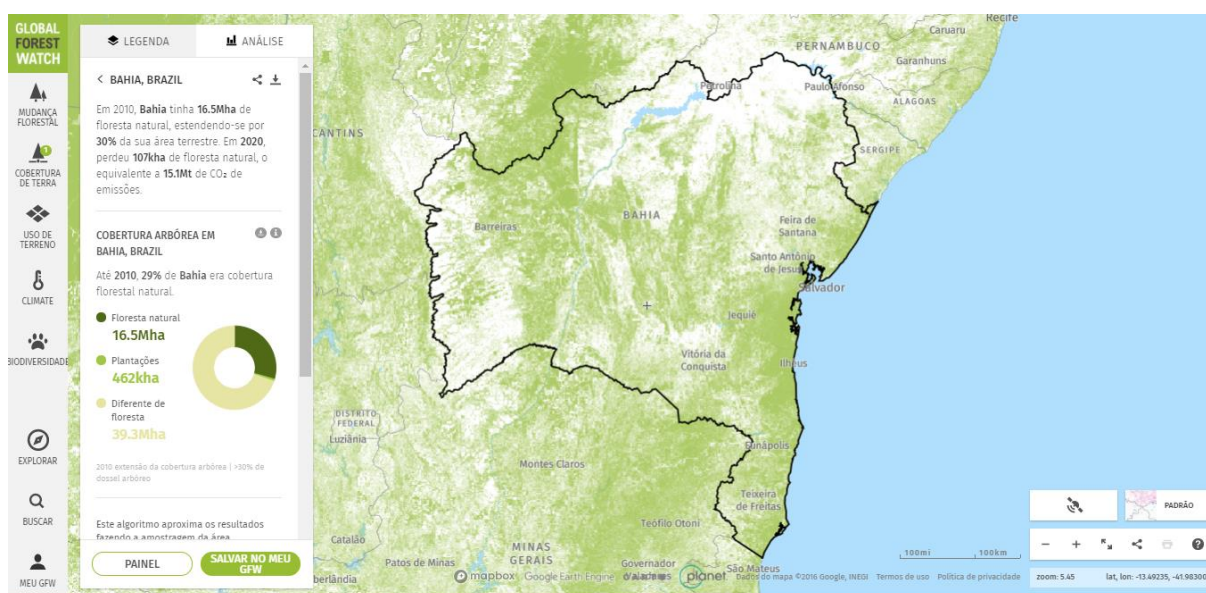 GLOBAL
FOREST
WATCH
MUDANÇA
FLORESTAL
1
COBERTURA
DE TERRA
USO DE
TERRENO
CLIMATE
BIODIVERSIDADE
EXPLORAR
BUSCAR
MEU GFW
LEGENDA
ANÁLISE
< BAHIA, BRAZIL
Em 2010, Bahia tinha 16.5Mha de
floresta natural, estendendo-se por
30% da sua área terrestre. Em 2020,
perdeu 107kha de floresta natural, o
equivalente a 15.1Mt de CO₂ de
emissões.
COBERTURA ARBÓREA EM
BAHIA, BRAZIL
Até 2010, 29% de Bahia era cobertura
florestal natural.
Floresta natural
16.5Mha
Plantações
462kha
Diferente de
floresta
39.3Mha
2010 extensão da cobertura arbórea | >30% de
dossel arbóreo
Este algoritmo aproxima os resultados
fazendo a amostragem da área
PAINEL
SALVAR NO MEU
GFW
Recife
Caruaru
PERNAMBUCO
Garanhuns
Petrolina
Paulo Afonso
ALAGOAS
CANTINS
SERGIPE
BAHIA
Barreiras
Feira de
Santana
Santo Antônio
de Jesus
Salvador
Jequié
Vitória da
Conquista
Ilhéus
DISTRITO
FEDERAL
Luziânia
Eunápolis
Montes Claros
Teixeira
de Freitas
Teófilo Otoni
Catalão
MINAS
GERAIS
Patos de Minas
Governador
Valadares
São Mateus
berlândia
mapbox
Google Earth Engine
planet
Dados do mapa ©2016 Google, INEGI
Termos de uso
Política de privacidade
100mi
100km
PADRÃO
zoom: 5.45
lat, lon: -13.49235, -41.98300